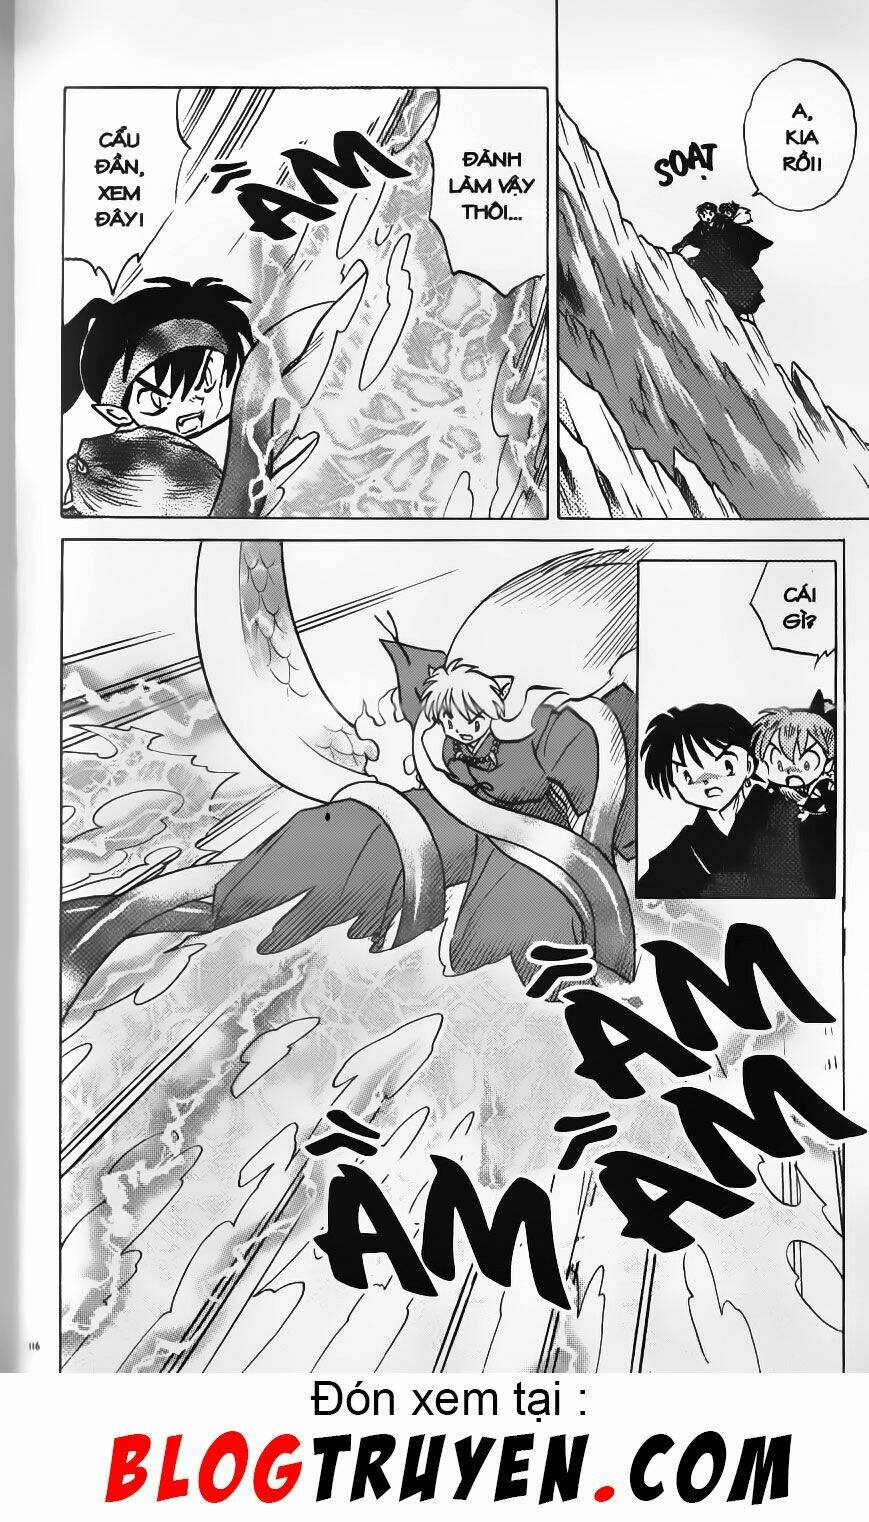 CẨU
ĐẦN,
XEM
ĐÂY!
ẦM
ĐÀNH
LÀM VẬY
THÔI...
SOẠT
A,
KIA
RỒI!
CÁI
GÌ?
ẦM
ẦM
ẦM
116
Đón xem tại :
BLOGTRUYEN.COM